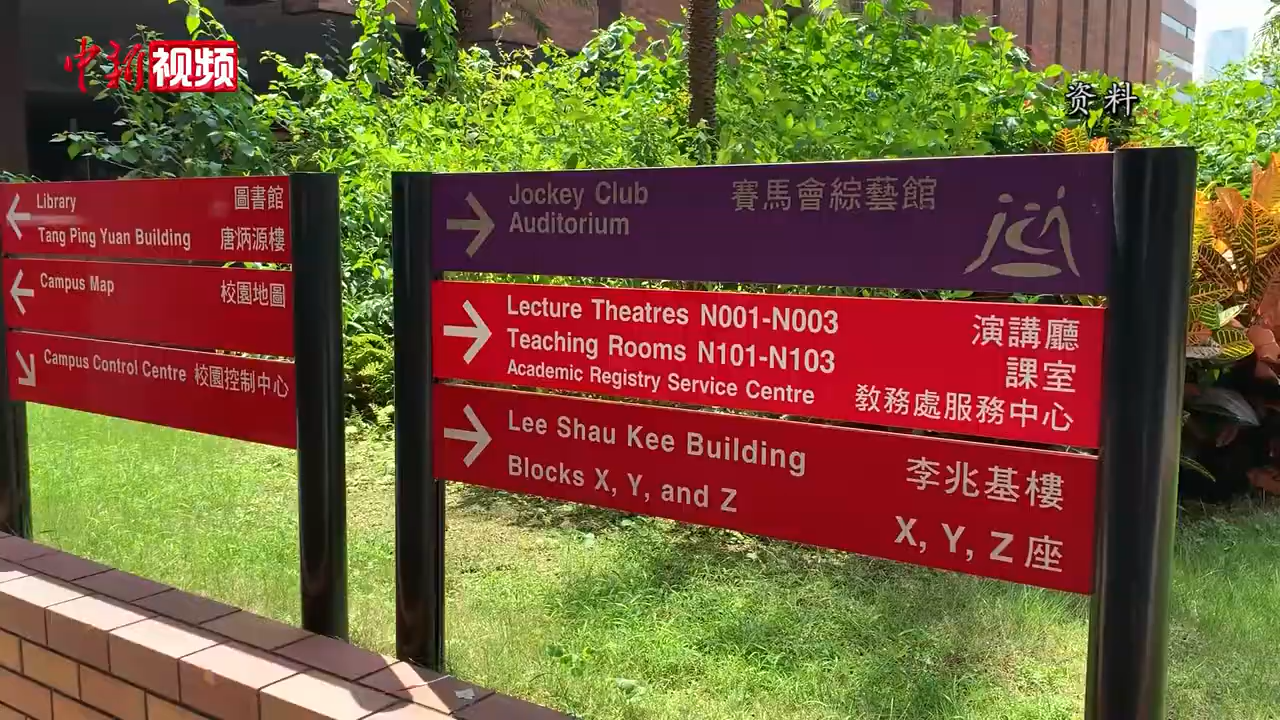 中新视频
资料
Library 圖書館
Tang Ping Yuan Building 唐炳源樓
Campus Map 校園地圖
Campus Control Centre 校園控制中心
Jockey Club 賽馬會綜藝館
Auditorium
Lecture Theatres N001-N003 演講廳
Teaching Rooms N101-N103 課室
Academic Registry Service Centre 教務處服務中心
Lee Shau Kee Building 李兆基樓
Blocks X, Y, and Z X, Y, Z 座